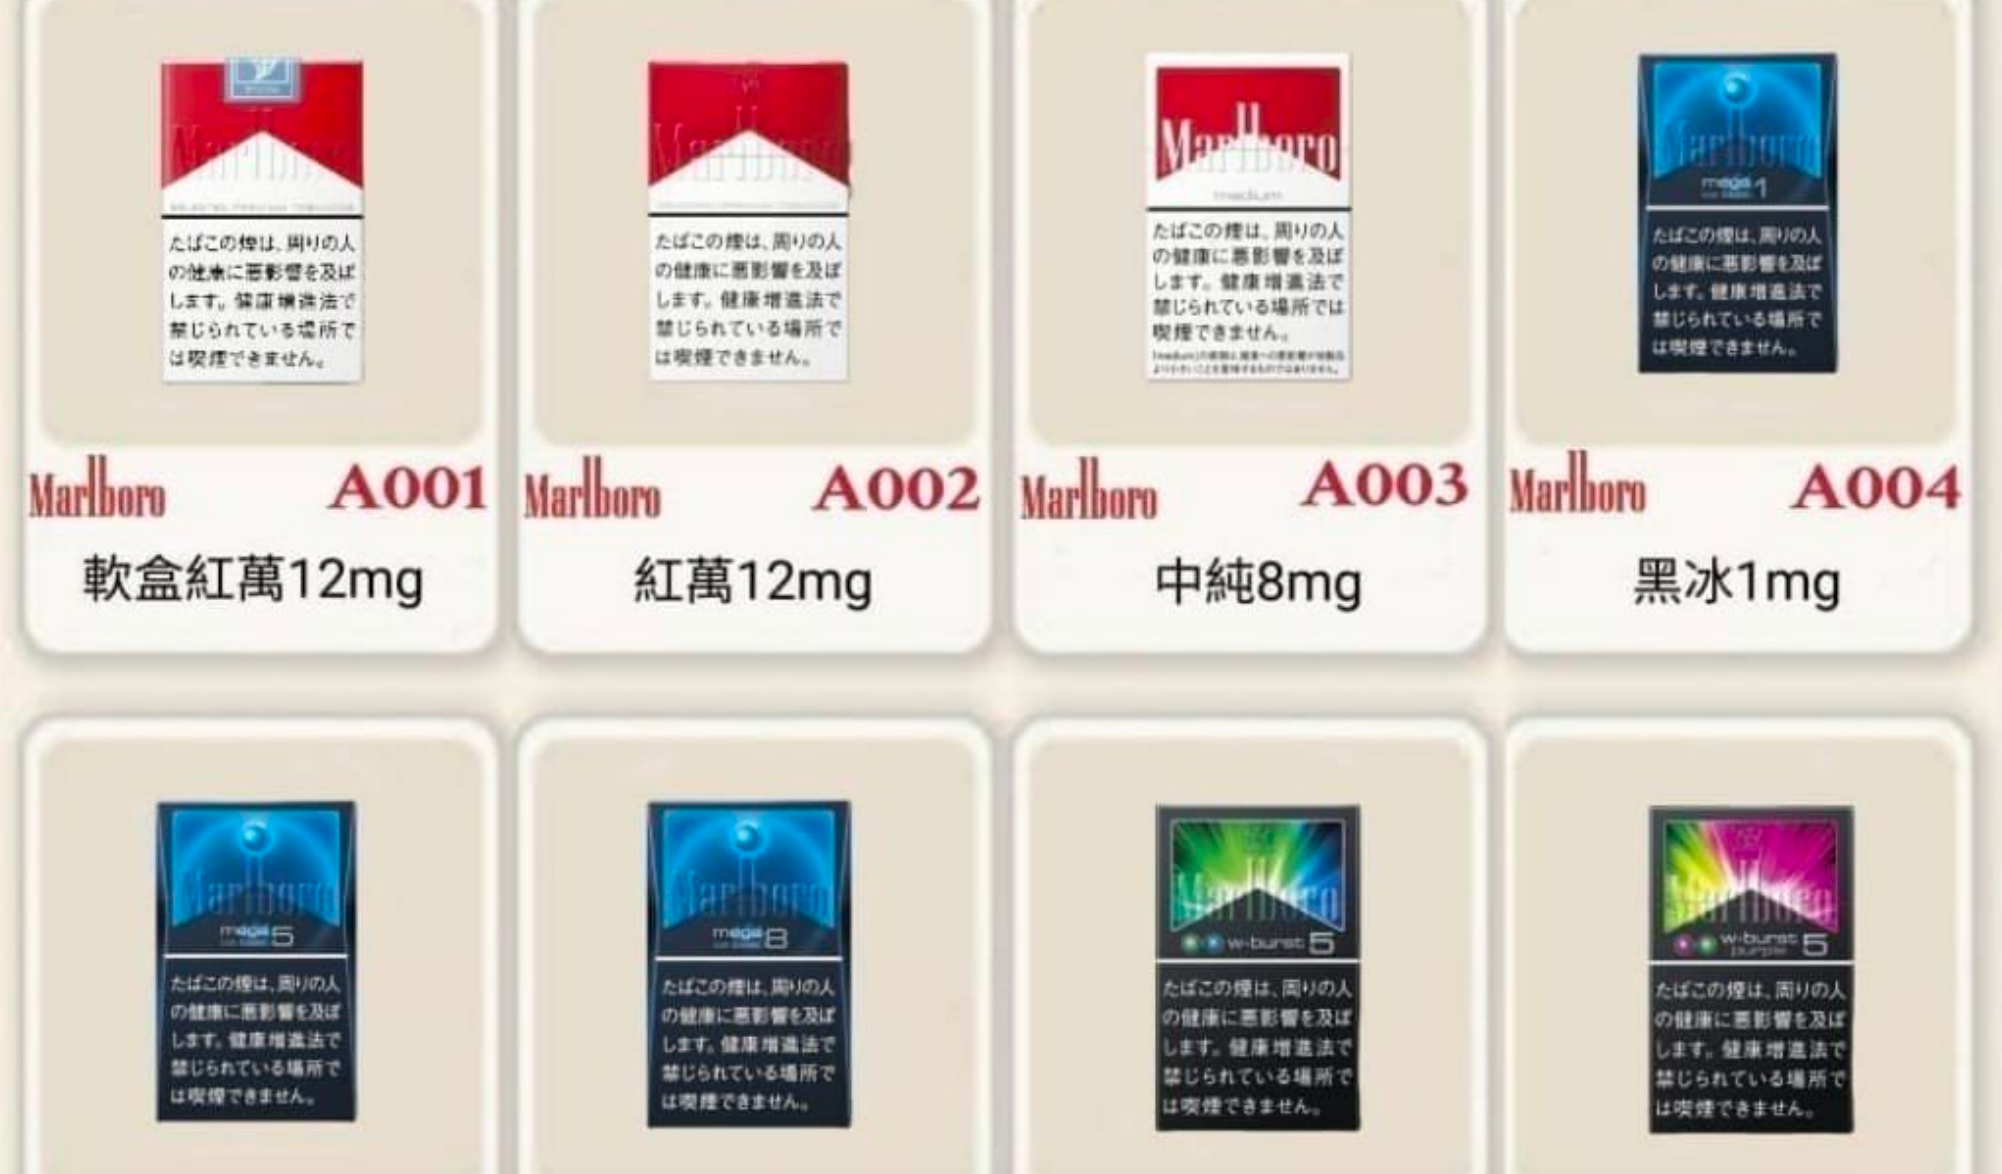 Marlboro
たばこの煙は、周りの人
の健康に悪影響を及ぼ
します。健康増進法で
禁じられている場所で
は喫煙できません。
Marlboro A001
軟盒紅萬12mg
Marlboro
たばこの煙は、周りの人
の健康に悪影響を及ぼ
します。健康増進法で
禁じられている場所で
は喫煙できません。
Marlboro A002
紅萬12mg
Marlboro
medium
たばこの煙は、周りの人
の健康に悪影響を及ぼ
します。健康増進法で
禁じられている場所では
喫煙できません。
Marlboro A003
中純8mg
Marlboro
mega 1
たばこの煙は、周りの人
の健康に悪影響を及ぼ
します。健康増進法で
禁じられている場所で
は喫煙できません。
Marlboro A004
黑冰1mg
Marlboro
mega 5
たばこの煙は、周りの人
の健康に悪影響を及ぼ
します。健康増進法で
禁じられている場所で
は喫煙できません。
Marlboro
mega 8
たばこの煙は、周りの人
の健康に悪影響を及ぼ
します。健康増進法で
禁じられている場所で
は喫煙できません。
Marlboro
w-burst 5
たばこの煙は、周りの人
の健康に悪影響を及ぼ
します。健康増進法で
禁じられている場所で
は喫煙できません。
Marlboro
w-burst 5
purple
たばこの煙は、周りの人
の健康に悪影響を及ぼ
します。健康増進法で
禁じられている場所で
は喫煙できません。